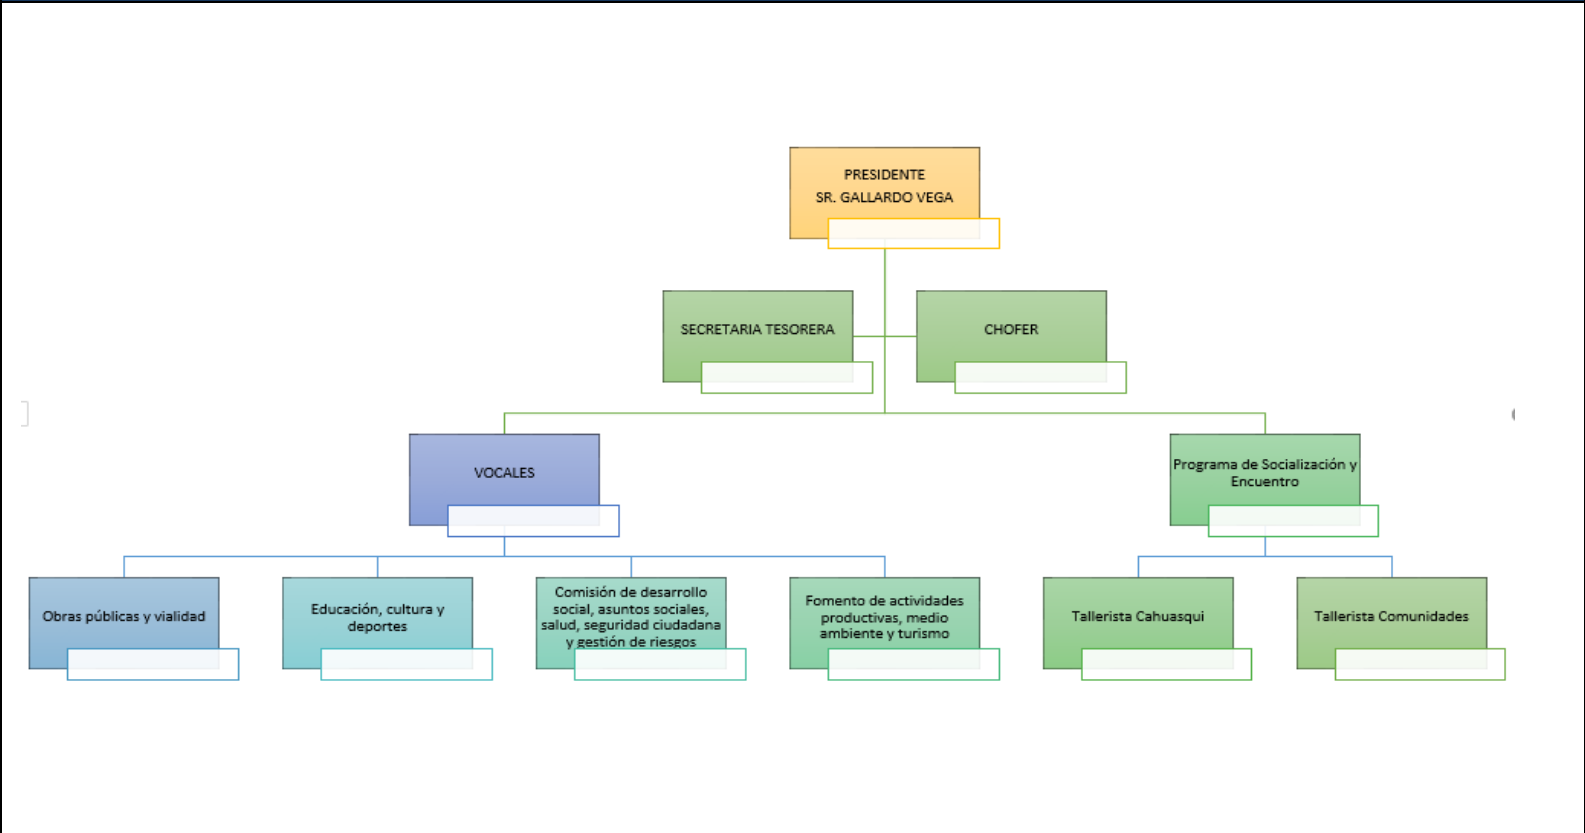 PRESIDENTE
SR. GALLARDO VEGA
SECRETARIA TESORERA
CHOFER
VOCALES
Programa de Socialización y
Encuentro
Obras públicas y vialidad
Educación, cultura y
deportes
Comisión de desarrollo
social, asuntos sociales,
salud, seguridad ciudadana
y gestión de riesgos
Fomento de actividades
productivas, medio
ambiente y turismo
Tallerista Cahuasqui
Tallerista Comunidades